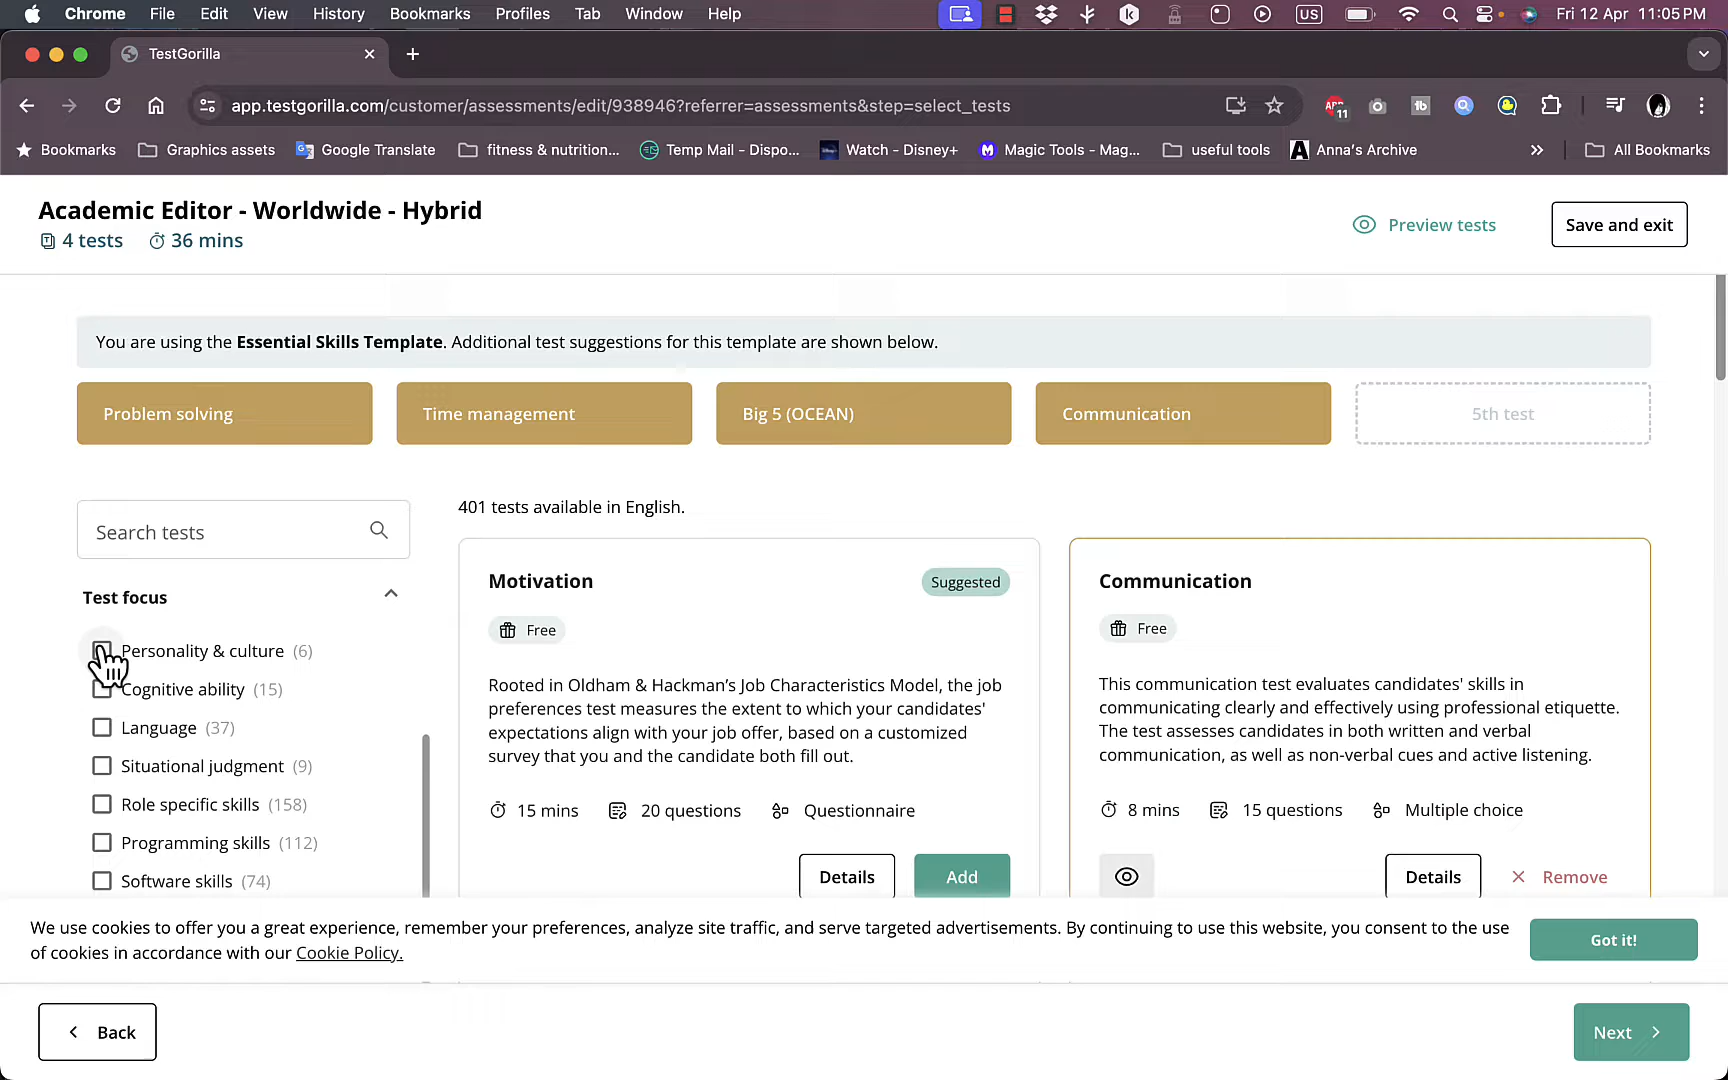 Chrome File Edit View History Bookmarks Profiles Tab Window Help US Fri 12 Apr 11:05 PM
TestGorilla
app.testgorilla.com/customer/assessments/edit/938946?referrer=assessments&step=select_tests
11
Bookmarks Graphics assets Google Translate fitness & nutrition... Temp Mail - Dispo... Watch - Disney+ Magic Tools - Mag... useful tools Anna's Archive All Bookmarks
Academic Editor - Worldwide - Hybrid
4 tests 36 mins
Preview tests
Save and exit
You are using the Essential Skills Template. Additional test suggestions for this template are shown below.
Problem solving
Time management
Big 5 (OCEAN)
Communication
5th test
Search tests
Test focus
Personality & culture (6)
Cognitive ability (15)
Language (37)
Situational judgment (9)
Role specific skills (158)
Programming skills (112)
Software skills (74)
401 tests available in English.
Motivation
Suggested
Free
Rooted in Oldham & Hackman's Job Characteristics Model, the job
preferences test measures the extent to which your candidates'
expectations align with your job offer, based on a customized
survey that you and the candidate both fill out.
15 mins 20 questions Questionnaire
Details Add
Communication
Free
This communication test evaluates candidates' skills in
communicating clearly and effectively using professional etiquette.
The test assesses candidates in both written and verbal
communication, as well as non-verbal cues and active listening.
8 mins 15 questions Multiple choice
Details Remove
We use cookies to offer you a great experience, remember your preferences, analyze site traffic, and serve targeted advertisements. By continuing to use this website, you consent to the use
of cookies in accordance with our Cookie Policy.
Got it!
Back
Next